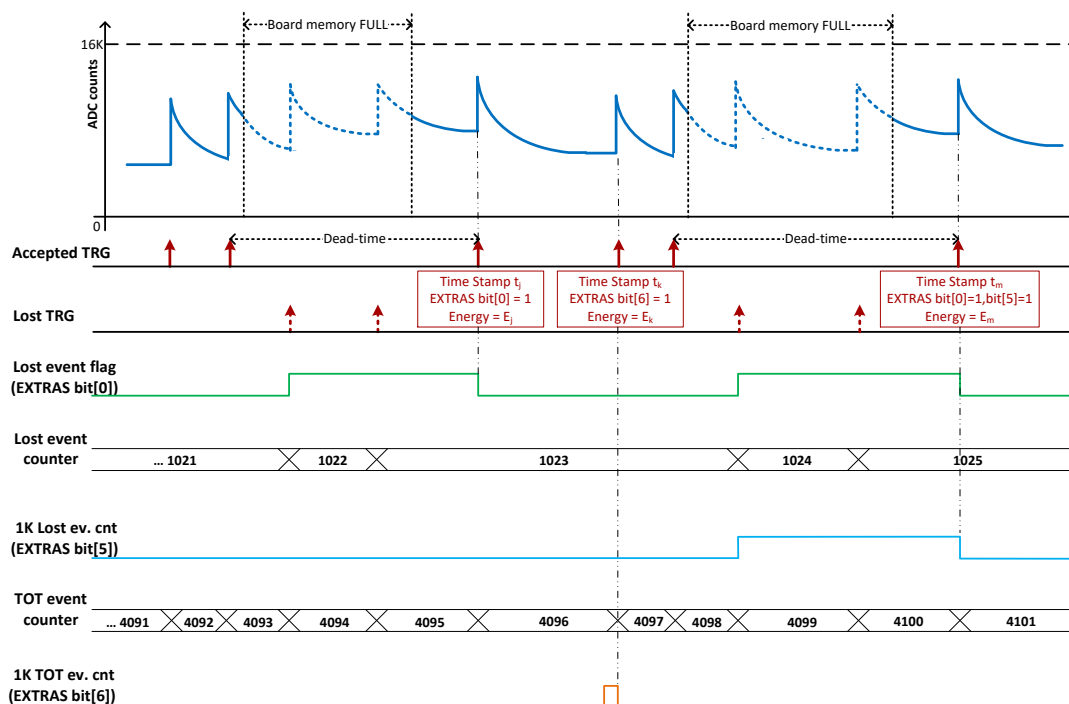 Board memory FULL
Board memory FULL
16K
ADC counts
0
Accepted TRG
Dead-time
Dead-time
Time Stamp tj
EXTRAS bit[0] = 1
Energy = Ej
Time Stamp tk
EXTRAS bit[6] = 1
Energy = Ek
Time Stamp tm
EXTRAS bit[0]=1,bit[5]=1
Energy = Em
Lost TRG
Lost event flag
(EXTRAS bit[0])
Lost event
counter
... 1021 1022 1023 1024 1025
1K Lost ev. cnt
(EXTRAS bit[5])
TOT event
counter
... 4091 4092 4093 4094 4095 4096 4097 4098 4099 4100 4101
1K TOT ev. cnt
(EXTRAS bit[6])